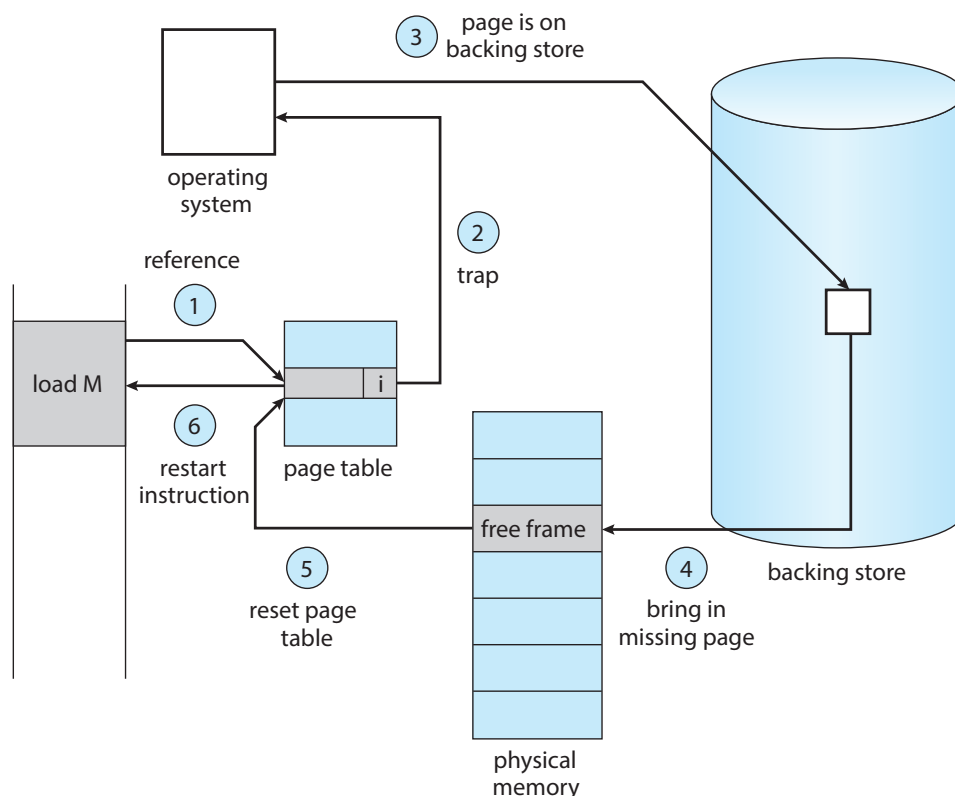 3
page is on
backing store
operating
system
2
trap
reference
1
load M
i
6
restart
instruction
page table
free frame
5
reset page
table
4
bring in
missing page
backing store
physical
memory